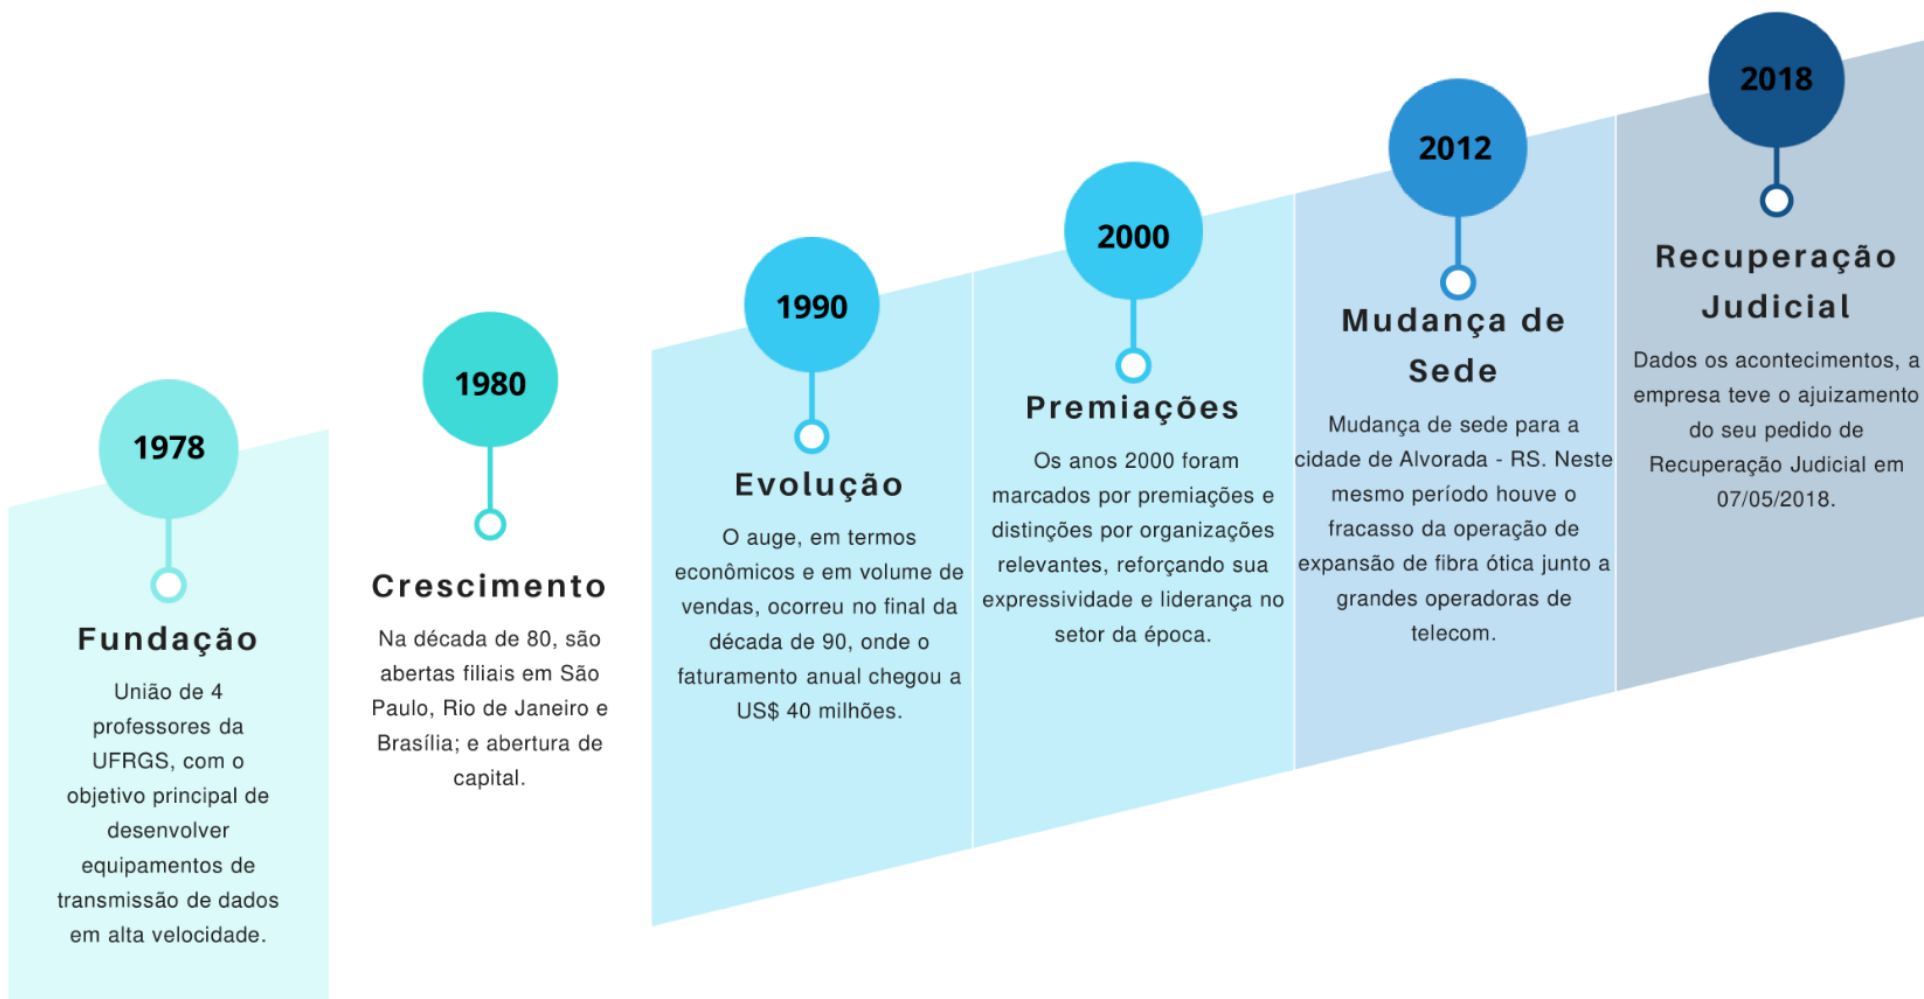 1978
Fundação
União de 4
professores da
UFRGS, com o
objetivo principal de
desenvolver
equipamentos de
transmissão de dados
em alta velocidade.
1980
Crescimento
Na década de 80, são
abertas filiais em São
Paulo, Rio de Janeiro e
Brasília; e abertura de
capital.
1990
Evolução
O auge, em termos
econômicos e em volume de
vendas, ocorreu no final da
década de 90, onde o
faturamento anual chegou a
US$ 40 milhões.
2000
Premiações
Os anos 2000 foram
marcados por premiações e
distinções por organizações
relevantes, reforçando sua
expressividade e liderança no
setor da época.
2012
Mudança de
Sede
Mudança de sede para a
cidade de Alvorada - RS. Neste
mesmo período houve o
fracasso da operação de
expansão de fibra ótica junto a
grandes operadoras de
telecom.
2018
Recuperação
Judicial
Dados os acontecimentos, a
empresa teve o ajuizamento
do seu pedido de
Recuperação Judicial em
07/05/2018.